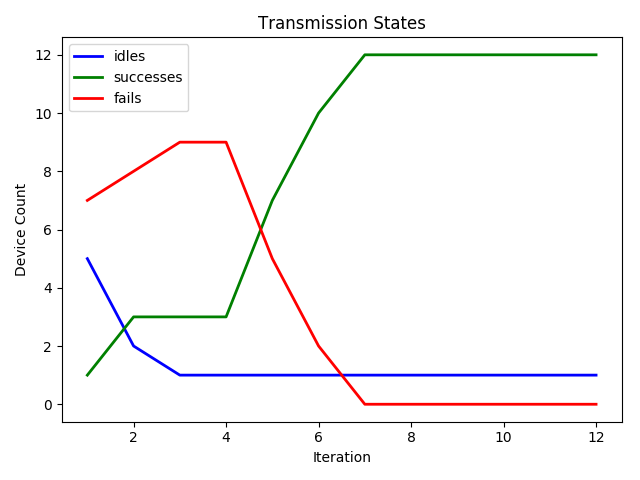 Transmission States
idles
successes
fails
Device Count
12
10
8
6
4
2
0
2 4 6 8 10 12
Iteration